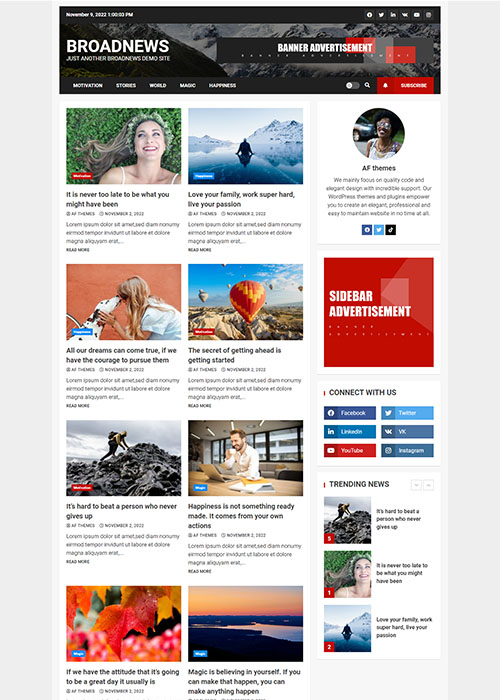 November 9, 2022 1:00:03 PM
BROADNEWS
JUST ANOTHER BROADNEWS DEMO SITE
BANNER ADVERTISEMENT
BANNER ADVERTISEMENT
MOTIVATION STORIES WORLD MAGIC HAPPINESS
SUBSCRIBE
Motivation
It is never too late to be what you
might have been
AF THEMES NOVEMBER 2, 2022
Lorem ipsum dolor sit amet,sed diam nonumy
eirmod tempor invidunt ut labore et dolore
magna aliquyam erat,...
READ MORE
Happiness
Love your family, work super hard,
live your passion
AF THEMES NOVEMBER 2, 2022
Lorem ipsum dolor sit amet,sed diam nonumy
eirmod tempor invidunt ut labore et dolore
magna aliquyam erat,...
READ MORE
Happiness
All our dreams can come true, if we
have the courage to pursue them
AF THEMES NOVEMBER 2, 2022
Lorem ipsum dolor sit amet,sed diam nonumy
eirmod tempor invidunt ut labore et dolore
magna aliquyam erat,...
READ MORE
Motivation
The secret of getting ahead is
getting started
AF THEMES NOVEMBER 2, 2022
Lorem ipsum dolor sit amet,sed diam nonumy
eirmod tempor invidunt ut labore et dolore
magna aliquyam erat,...
READ MORE
Motivation
It's hard to beat a person who never
gives up
AF THEMES NOVEMBER 2, 2022
Lorem ipsum dolor sit amet,sed diam nonumy
eirmod tempor invidunt ut labore et dolore
magna aliquyam erat,...
READ MORE
Magic
Happiness is not something ready
made. It comes from your own
actions
AF THEMES NOVEMBER 2, 2022
Lorem ipsum dolor sit amet,sed diam nonumy
eirmod tempor invidunt ut labore et dolore
magna aliquyam erat,...
READ MORE
Magic
If we have the attitude that it's going
to be a great day it usually is
AF THEMES NOVEMBER 2, 2022
Magic
Magic is believing in yourself. If you
can make that happen, you can
make anything happen
AF Themes
We mainly focus on quality code and
elegant design with incredible support. Our
WordPress themes and plugins empower
you to create an elegant, professional and
easy to maintain website in no time at all.
SIDEBAR
ADVERTISEMENT
BANNER
ADVERTISEMENT
CONNECT WITH US
Facebook Twitter
LinkedIn VK
YouTube Instagram
TRENDING NEWS
5
It's hard to beat a
person who never
gives up
1
It is never too late to
be what you might
have been
2
Love your family, work
super hard, live your
passion